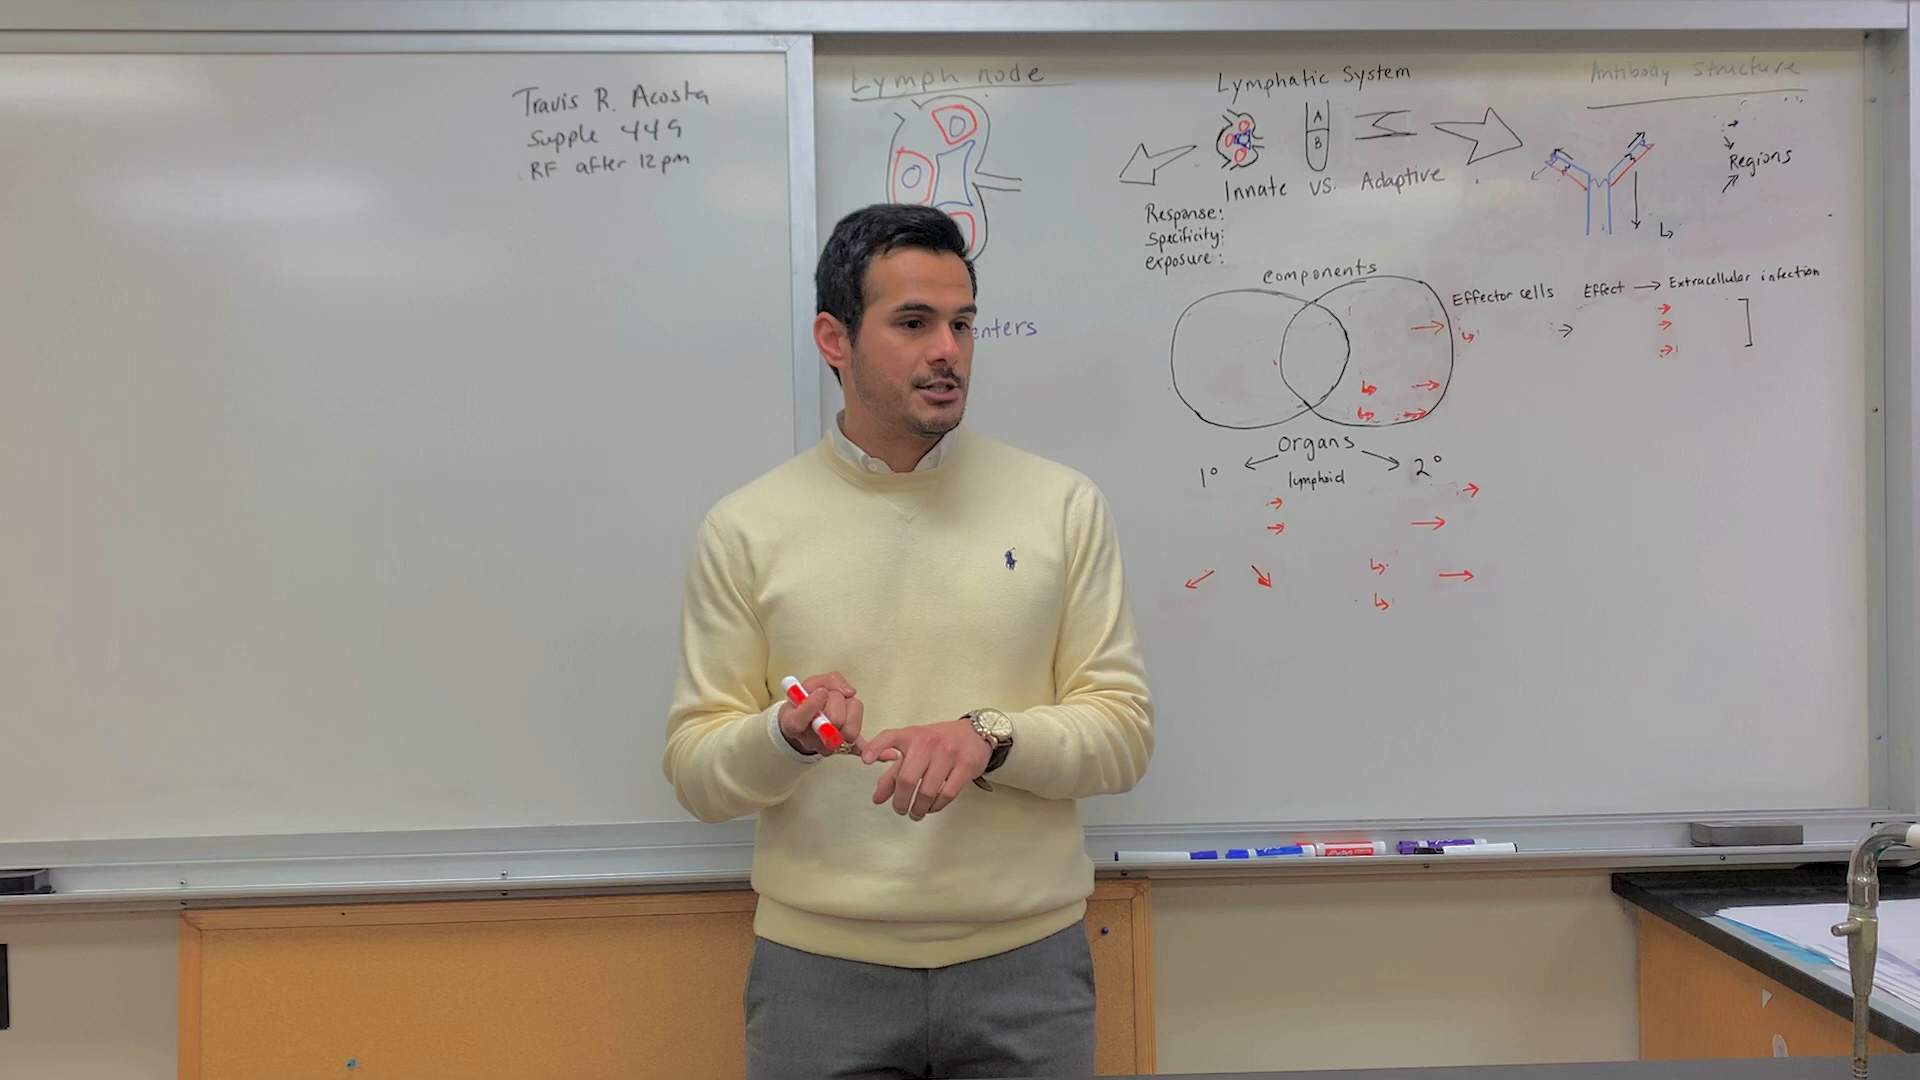 Travis R. Acosta
Supple 449
RF after 12pm
Lymph node
enters
Lymphatic System
A
B
Innate vs. Adaptive
Response:
Specificity:
exposure:
components
Organs
1° 2°
lymphoid
Antibody Structure
Regions
Effector cells Effect → Extracellular infection